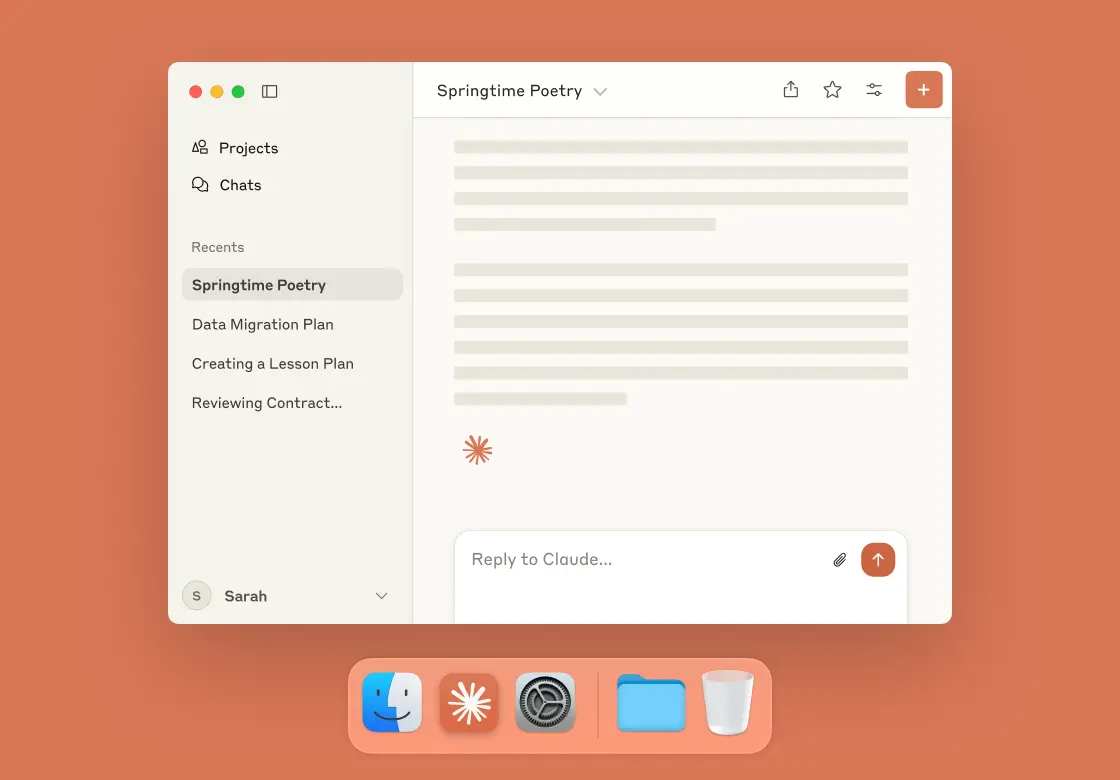 Springtime Poetry
Projects
Chats
Recents
Springtime Poetry
Data Migration Plan
Creating a Lesson Plan
Reviewing Contract...
Reply to Claude...
S
Sarah